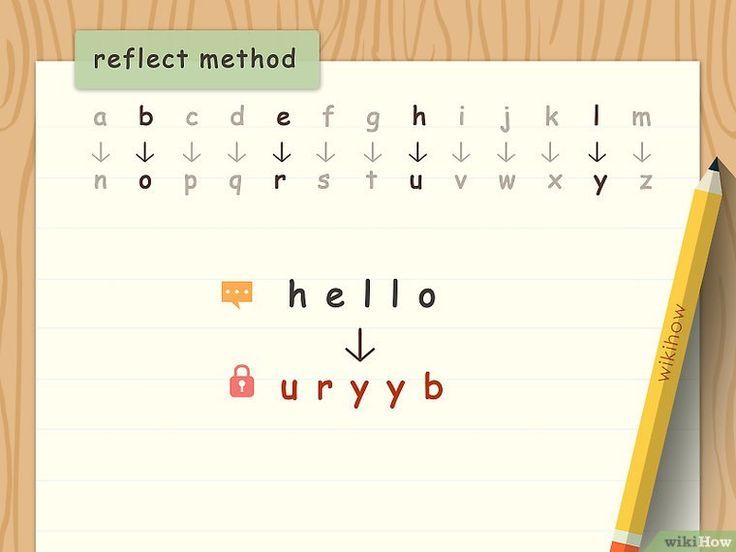 reflect method
a b c d e f g h i j k l m
n o p q r s t u v w x y z
hello
uryyb
wikihow
wikiHow